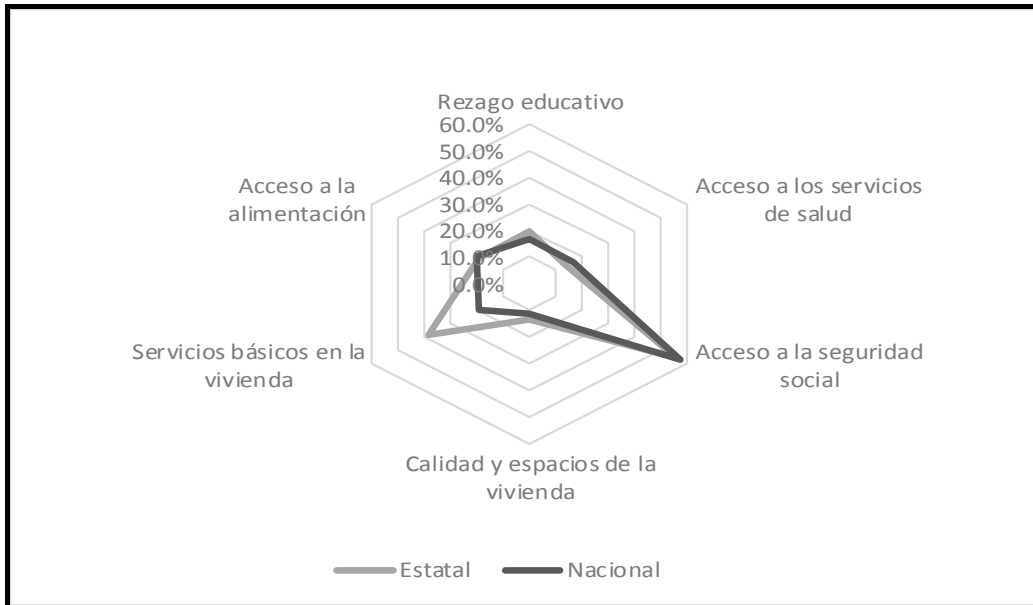 Rezago educativo
60.0%
50.0%
40.0%
30.0%
20.0%
10.0%
0.0%
Acceso a los servicios
de salud
Acceso a la seguridad
social
Calidad y espacios de la
vivienda
Servicios básicos en la
vivienda
Acceso a la
alimentación
Estatal
Nacional